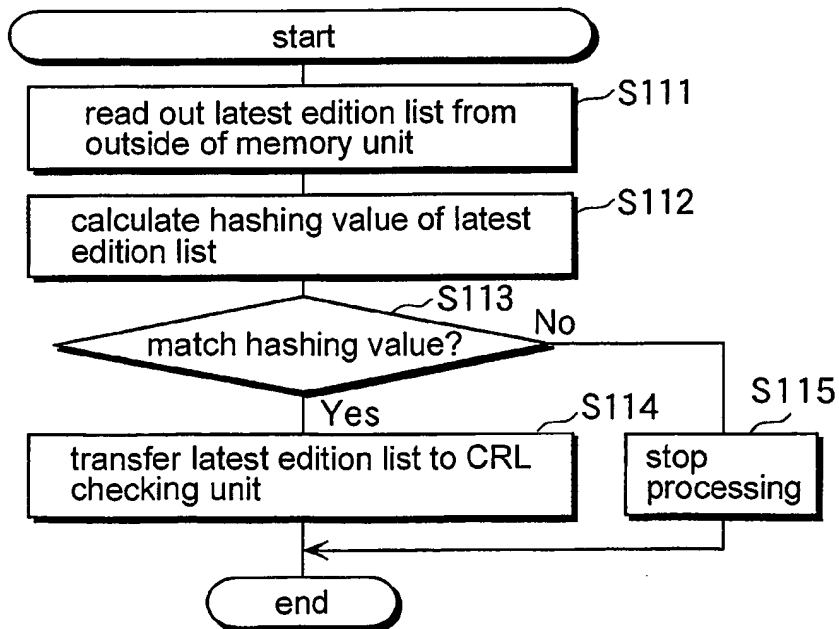 start
S111
read out latest edition list from
outside of memory unit
S112
calculate hashing value of latest
edition list
S113
match hashing value?
No
Yes
S114
transfer latest edition list to CRL
checking unit
S115
stop
processing
end